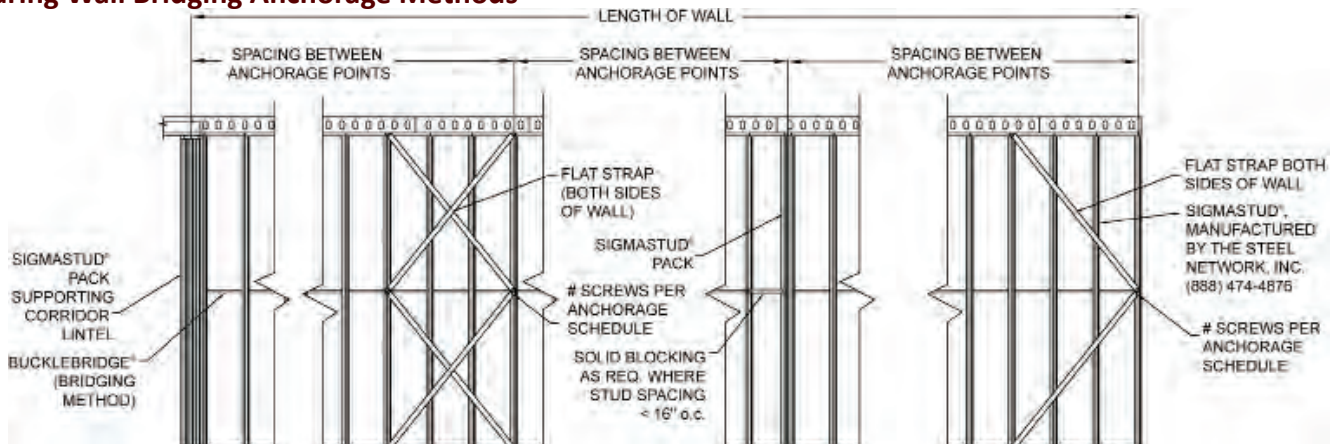 aring Wall Bridging Anchorage Methods
LENGTH OF WALL
SPACING BETWEEN
ANCHORAGE POINTS
SPACING BETWEEN
ANCHORAGE POINTS
SPACING BETWEEN
ANCHORAGE POINTS
SIGMASTUD®
PACK
SUPPORTING
CORRIDOR
LINTEL
BUCKLEBRIDGE®
(BRIDGING
METHOD)
FLAT STRAP
(BOTH SIDES
OF WALL)
# SCREWS PER
ANCHORAGE
SCHEDULE
SIGMASTUD®
PACK
SOLID BLOCKING
AS REQ. WHERE
STUD SPACING
< 16" o.c.
FLAT STRAP BOTH
SIDES OF WALL
SIGMASTUD®,
MANUFACTURED
BY THE STEEL
NETWORK, INC.
(888) 474-4876
# SCREWS PER
ANCHORAGE
SCHEDULE